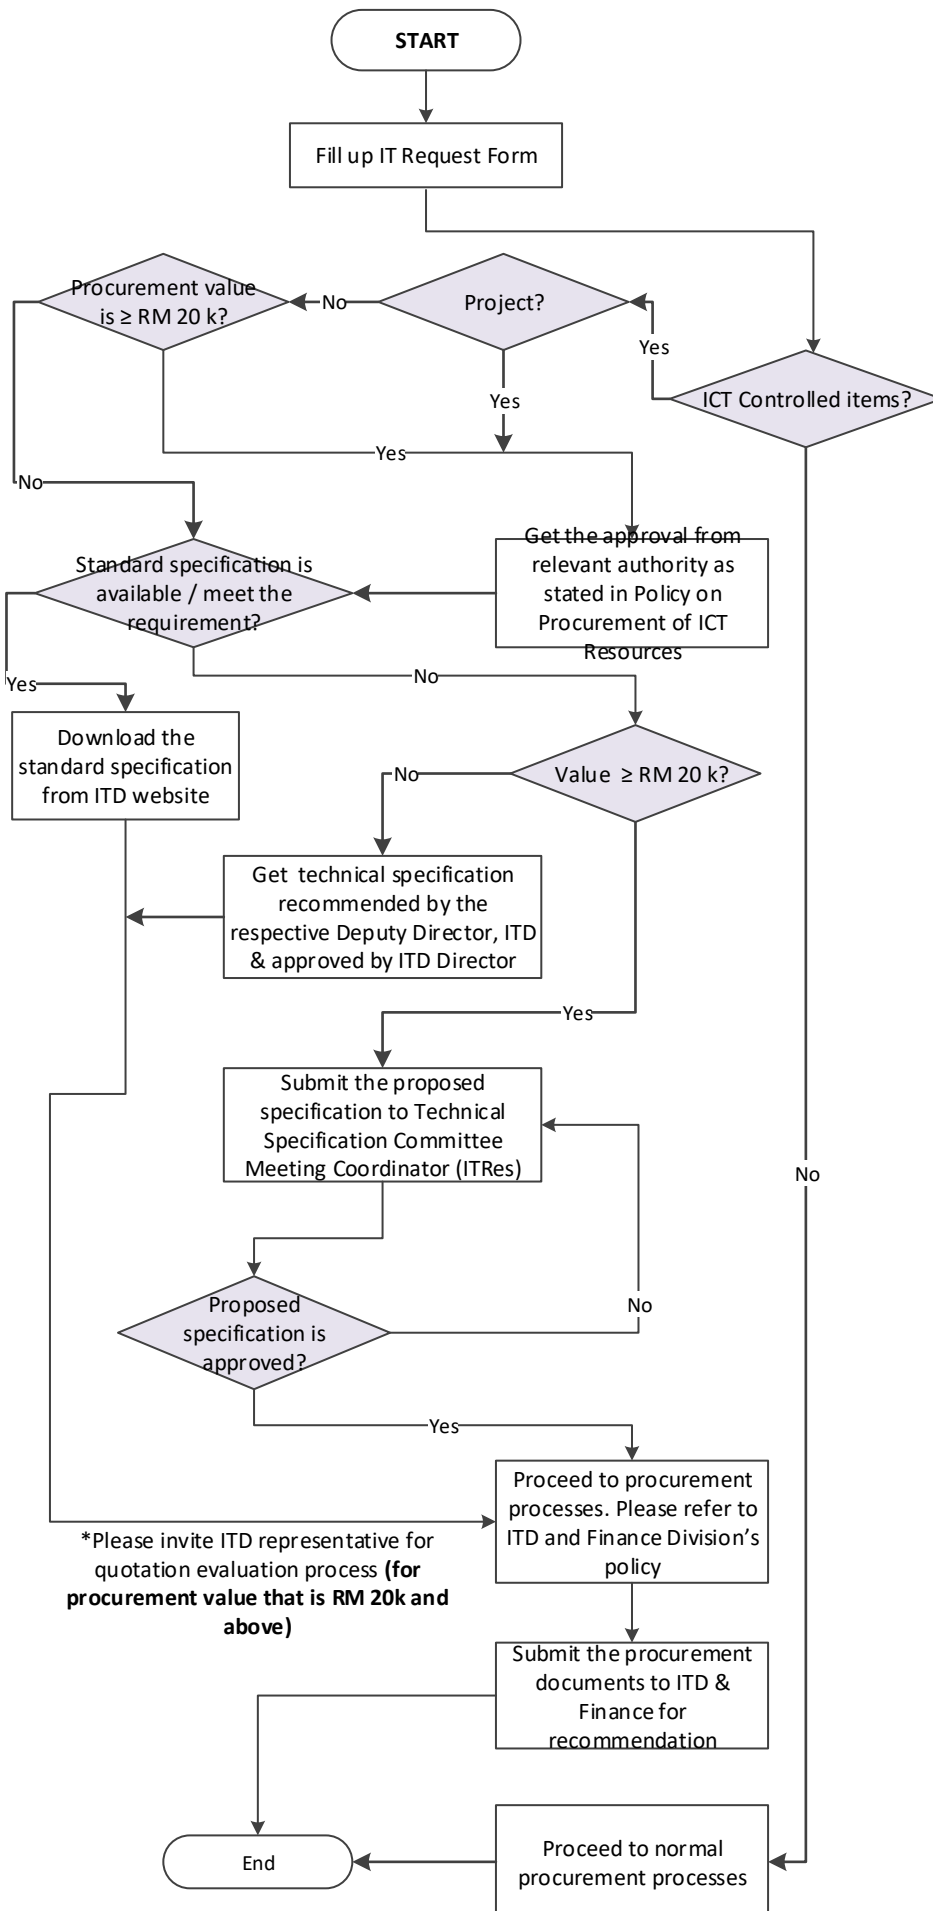 START
Fill up IT Request Form
Procurement value
is ≥ RM 20 k?
No
Project?
Yes
ICT Controlled items?
Yes
Yes
No
Get the approval from
relevant authority as
stated in Policy on
Procurement of ICT
Resources
Standard specification is
available / meet the
requirement?
No
Yes
Download the
standard specification
from ITD website
Value ≥ RM 20 k?
No
Get technical specification
recommended by the
respective Deputy Director, ITD
& approved by ITD Director
Yes
Submit the proposed
specification to Technical
Specification Committee
Meeting Coordinator (ITRes)
No
No
Proposed
specification is
approved?
Yes
Proceed to procurement
processes. Please refer to
ITD and Finance Division’s
policy
*Please invite ITD representative for
quotation evaluation process (for
procurement value that is RM 20k and
above)
Submit the procurement
documents to ITD &
Finance for
recommendation
Proceed to normal
procurement processes
End